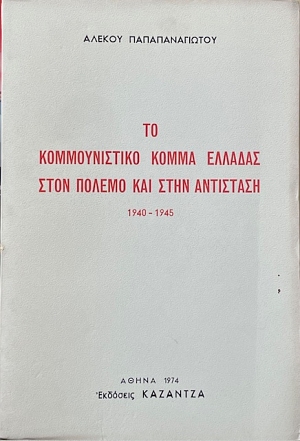 ΑΛΕΚΟΥ ΠΑΠΑΠΑΝΑΓΙΩΤΟΥ
ΤΟ
ΚΟΜΜΟΥΝΙΣΤΙΚΟ ΚΟΜΜΑ ΕΛΛΑΔΑΣ
ΣΤΟΝ ΠΟΛΕΜΟ ΚΑΙ ΣΤΗΝ ΑΝΤΙΣΤΑΣΗ
1940 - 1945
ΑΘΗΝΑ 1974
Ἐκδόσεις ΚΑΖΑΝΤΖΑ